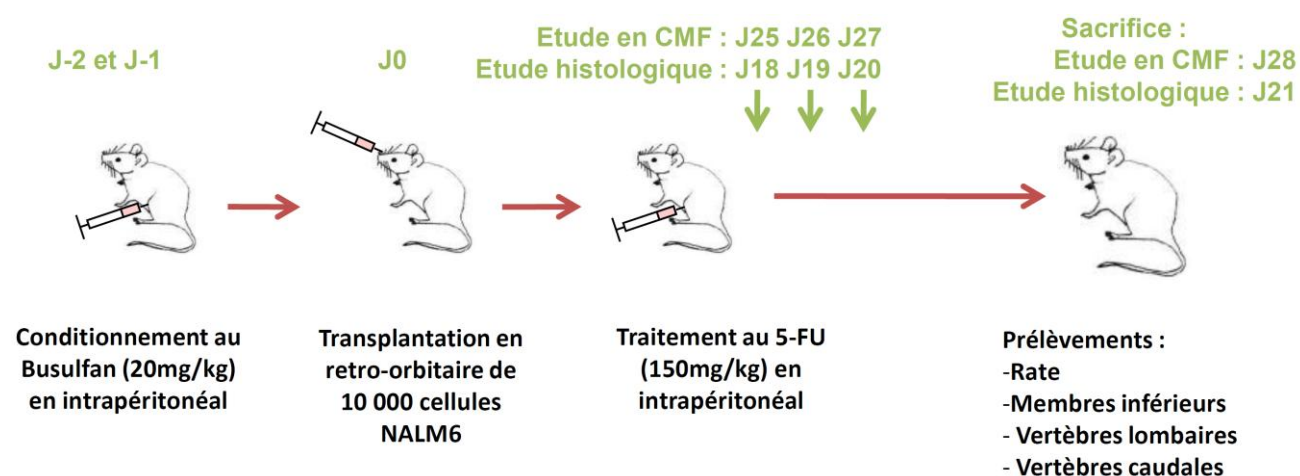 J-2 et J-1
J0
Etude en CMF : J25 J26 J27
Etude histologique : J18 J19 J20
Sacrifice :
Etude en CMF : J28
Etude histologique : J21
Conditionnement au
Busulfan (20mg/kg)
en intrapéritonéal
Transplantation en
retro-orbitaire de
10 000 cellules
NALM6
Traitement au 5-FU
(150mg/kg) en
intrapéritonéal
Prélèvements :
-Rate
-Membres inférieurs
- Vertèbres lombaires
- Vertèbres caudales